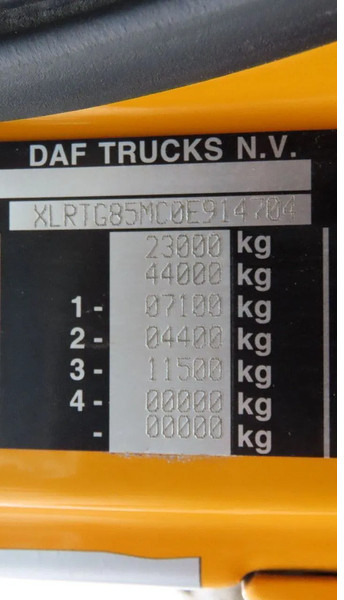 DAF TRUCKS N.V.
XLRTG85MC0E914704
23000 kg
44000 kg
1 - 07100 kg
2 - 04400 kg
3 - 11500 kg
4 - 00000 kg
- 00000 kg